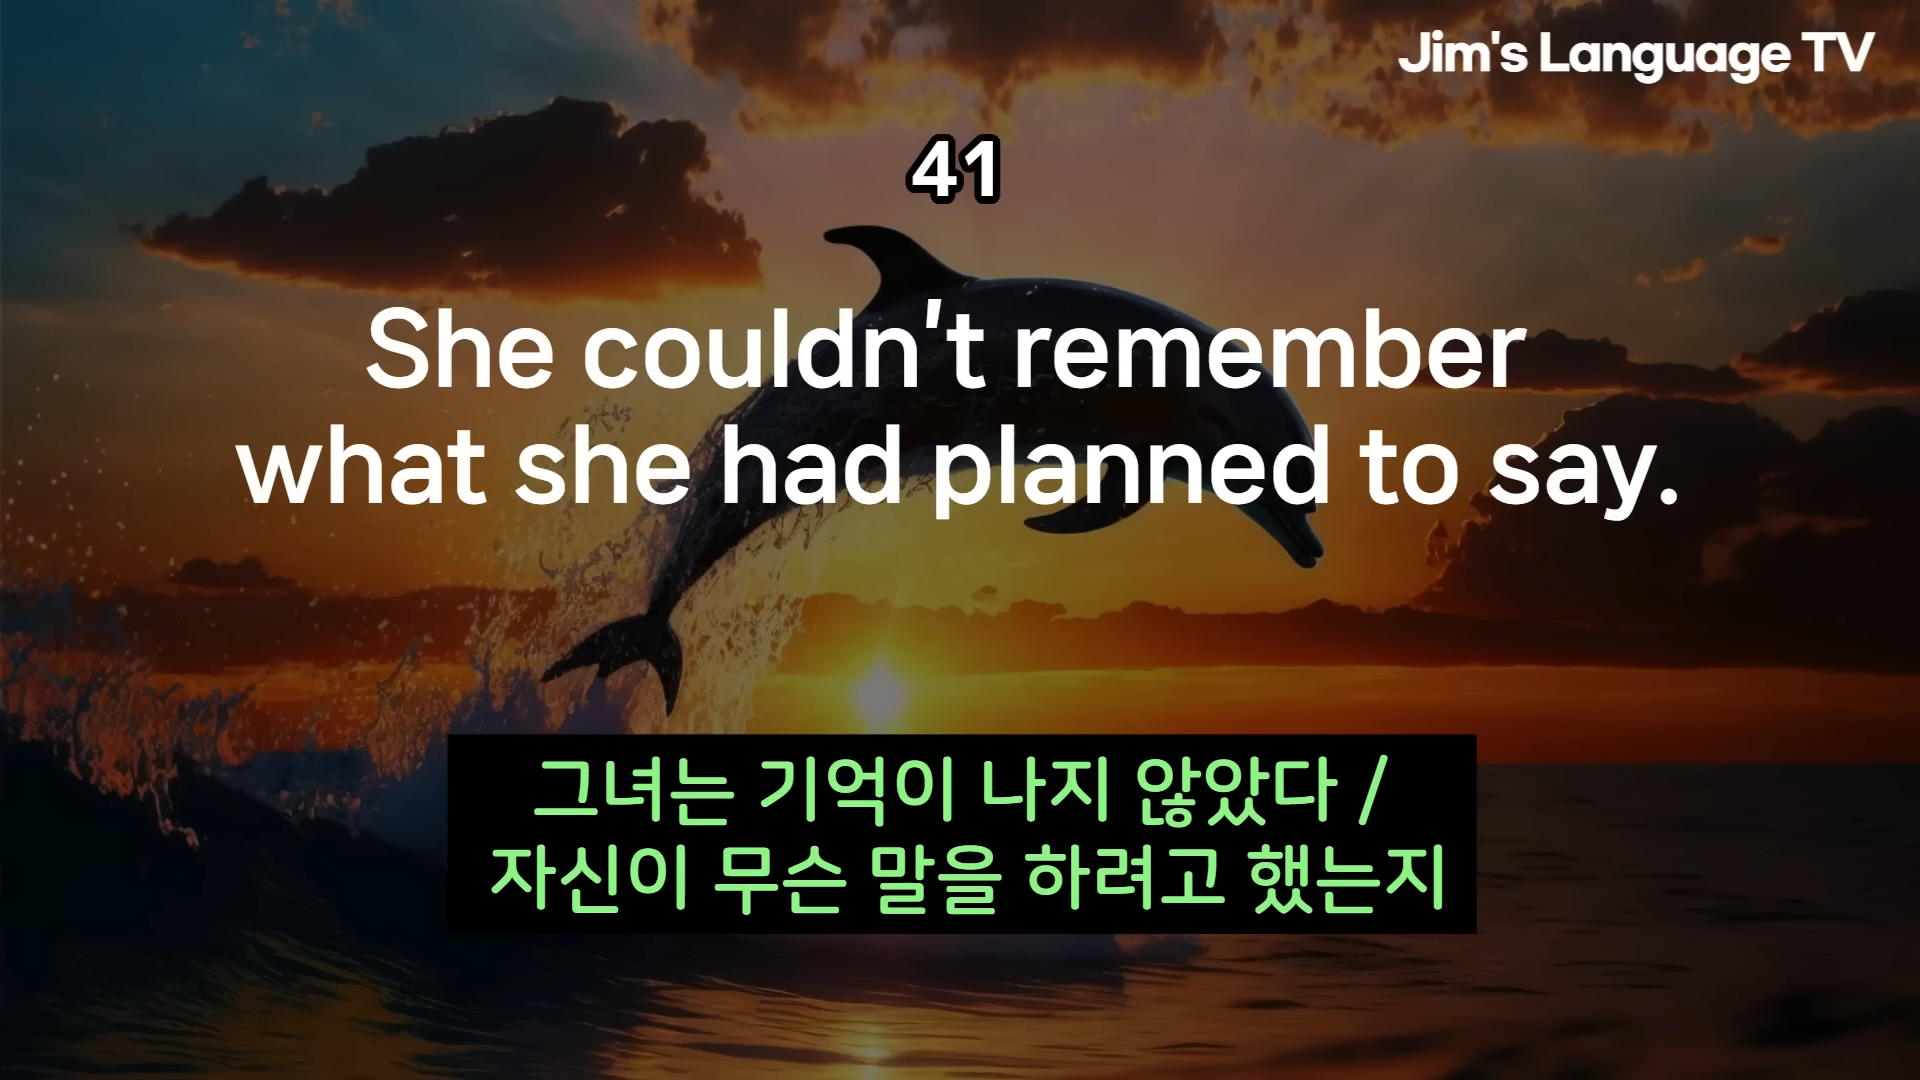 Jim's Language TV
41
She couldn't remember
what she had planned to say.
그녀는 기억이 나지 않았다 /
자신이 무슨 말을 하려고 했는지